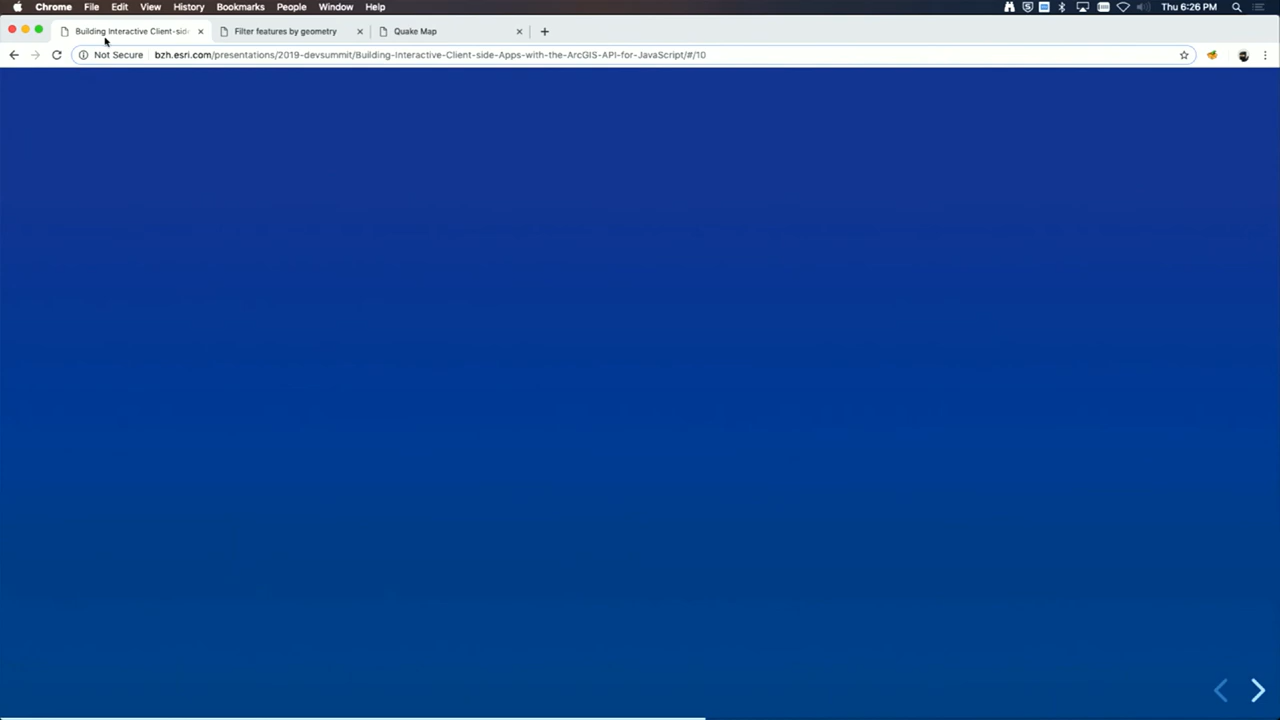 Chrome File Edit View History Bookmarks People Window Help Thu 6:26 PM
Building Interactive Client-sid Filter features by geometry Quake Map
Not Secure bzh.esri.com/presentations/2019-devsummit/Building-Interactive-Client-side-Apps-with-the-ArcGIS-API-for-JavaScript/#/10